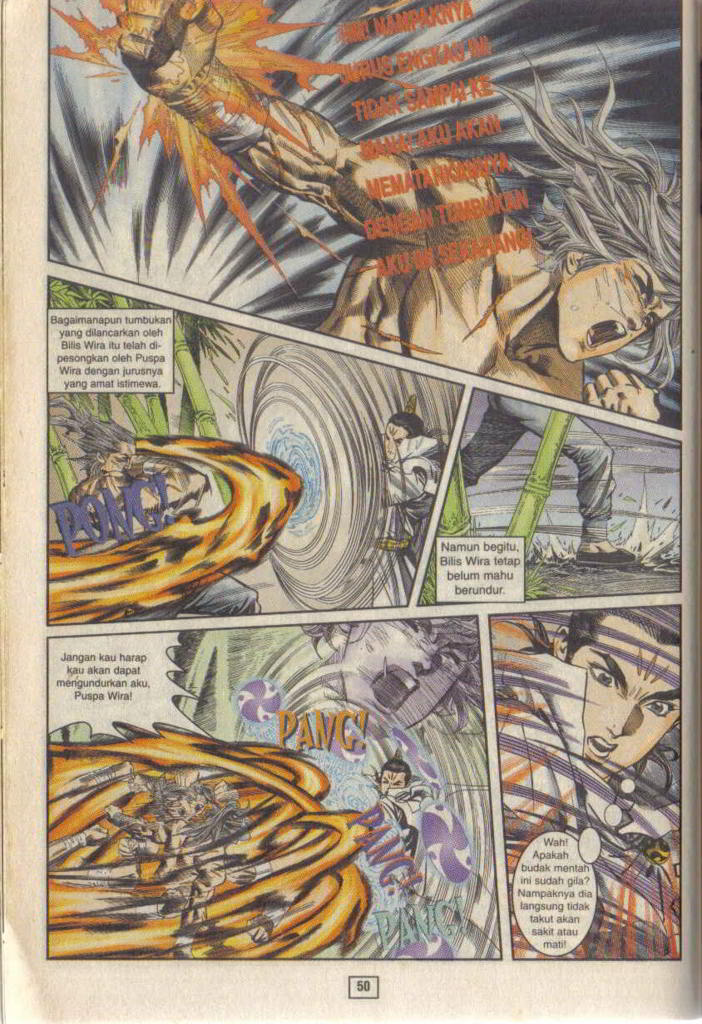 NAMPAKNYA
JURUS ENGKAU INI
TIDAK SAMPAI KE
MANA! AKU AKAN
MEMATAHKANNYA
DENGAN TUMBUKAN
AKU INI SEKARANG!
Bagaimanapun tumbukan
yang dilancarkan oleh
Bilis Wira itu telah di-
pesongkan oleh Puspa
Wira dengan jurusnya
yang amat istimewa.
PONG!
Namun begitu,
Bilis Wira tetap
belum mahu
berundur.
Jangan kau harap
kau akan dapat
mengundurkan aku,
Puspa Wira!
PANG!
PANG!
PANG!
Wah!
Apakah
budak mentah
ini sudah gila?
Nampaknya dia
langsung tidak
takut akan
sakit atau
mati!
50